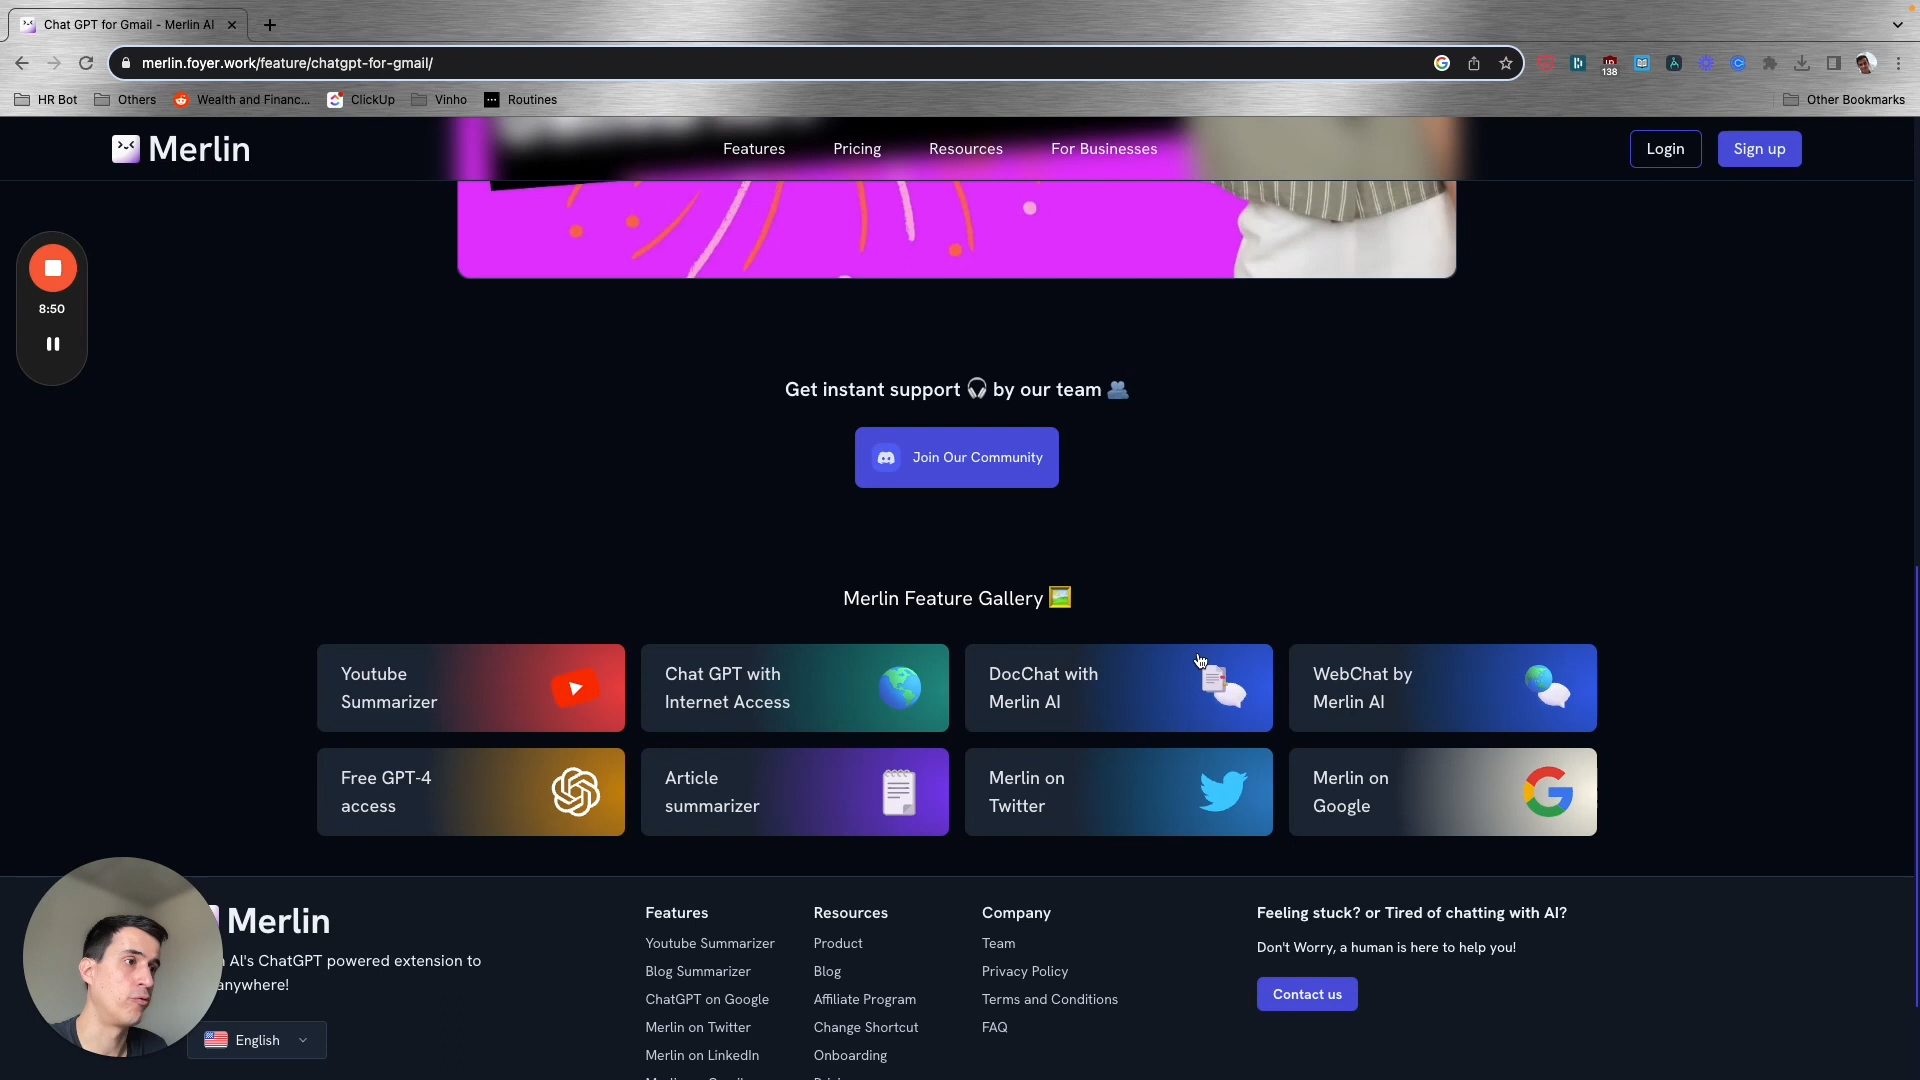 Chat GPT for Gmail - Merlin AI
merlin.foyer.work/feature/chatgpt-for-gmail/
138
HR Bot
Others
Wealth and Financ...
ClickUp
Vinho
Routines
Other Bookmarks
Merlin
Features
Pricing
Resources
For Businesses
Login
Sign up
8:50
Get instant support 🎧 by our team 👥
Join Our Community
Merlin Feature Gallery 🖼️
Youtube
Summarizer
Chat GPT with
Internet Access
DocChat with
Merlin AI
WebChat by
Merlin AI
Free GPT-4
access
Article
summarizer
Merlin on
Twitter
Merlin on
Google
Merlin
AI's ChatGPT powered extension to
anywhere!
English
Features
Youtube Summarizer
Blog Summarizer
ChatGPT on Google
Merlin on Twitter
Merlin on LinkedIn
Resources
Product
Blog
Affiliate Program
Change Shortcut
Onboarding
Company
Team
Privacy Policy
Terms and Conditions
FAQ
Feeling stuck? or Tired of chatting with AI?
Don't Worry, a human is here to help you!
Contact us